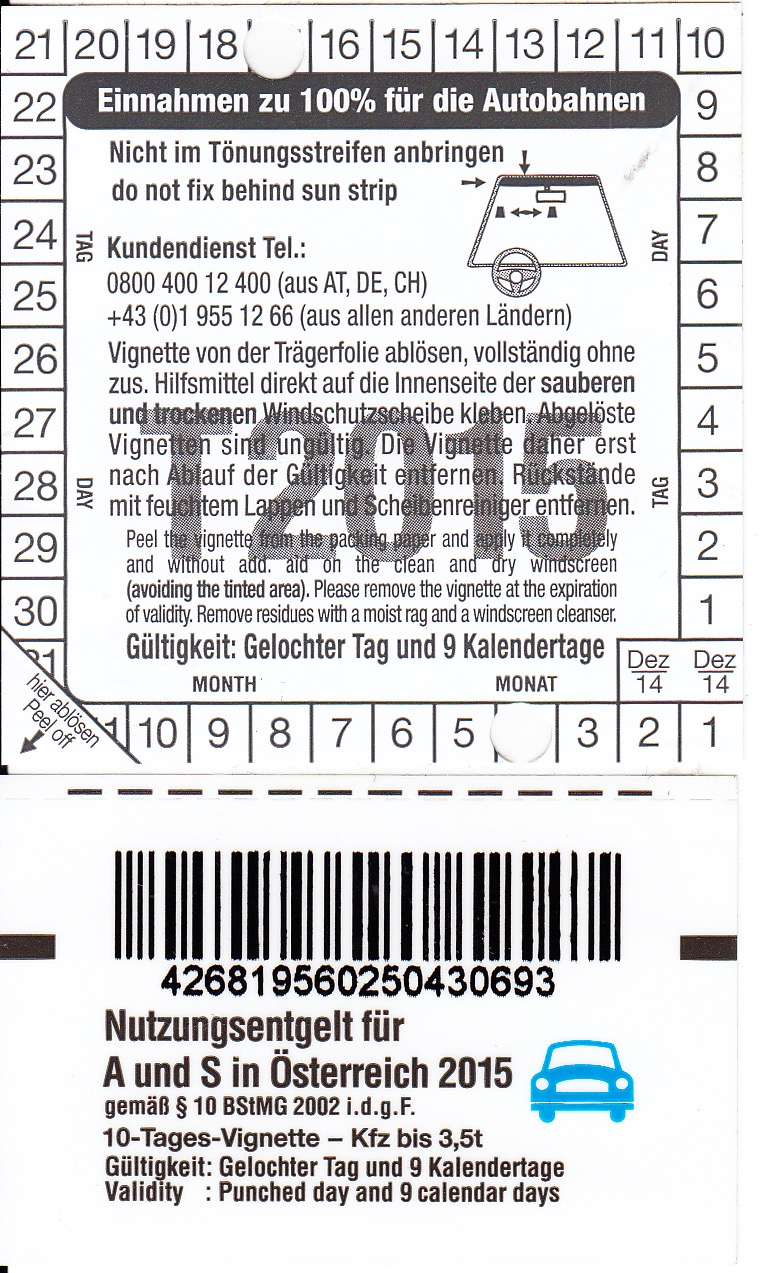 21 20 19 18 16 15 14 13 12 11 10
Einnahmen zu 100% für die Autobahnen
22 9
Nicht im Tönungsstreifen anbringen
23 8
do not fix behind sun strip
24 TAG DAY 7
Kundendienst Tel.:
0800 400 12 400 (aus AT, DE, CH)
25 6
+43 (0)1 955 12 66 (aus allen anderen Ländern)
26 5
Vignette von der Trägerfolie ablösen, vollständig ohne
zus. Hilfsmittel direkt auf die Innenseite der sauberen
27 4
und trockenen Windschutzscheibe kleben. Abgelöste
Vignetten sind ungültig. Die Vignette daher erst
T2015
28 DAY TAG 3
nach Ablauf der Gültigkeit entfernen. Rückstände
mit feuchtem Lappen und Scheibenreiniger entfernen.
29 2
Peel the vignette from the packing paper and apply it completely
and without add. aid on the clean and dry windscreen
(avoiding the tinted area). Please remove the vignette at the expiration
30 1
of validity. Remove residues with a moist rag and a windscreen cleanser.
Gültigkeit: Gelochter Tag und 9 Kalendertage
Dez Dez
14 14
MONTH MONAT
hier ablösen
Peel off
10 9 8 7 6 5 3 2 1
426819560250430693
Nutzungsentgelt für
A und S in Österreich 2015
gemäß § 10 BStMG 2002 i.d.g.F.
10-Tages-Vignette – Kfz bis 3,5t
Gültigkeit: Gelochter Tag und 9 Kalendertage
Validity : Punched day and 9 calendar days